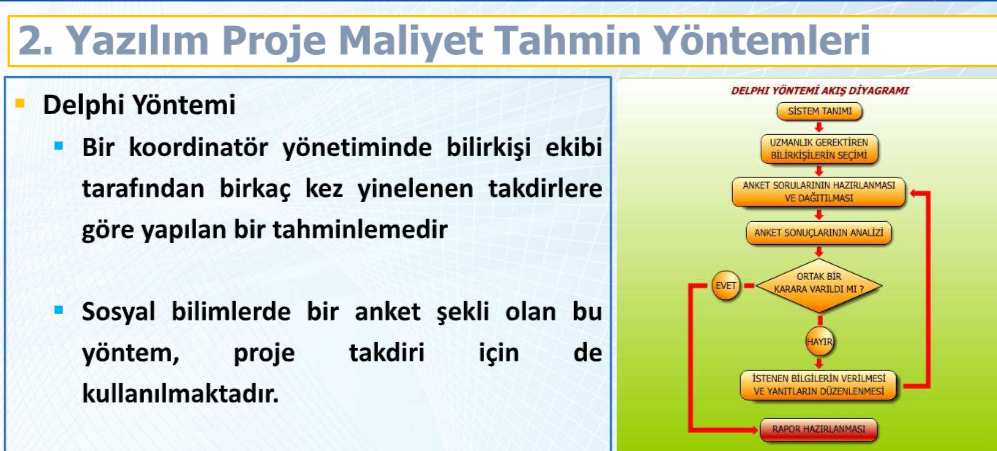 2. Yazılım Proje Maliyet Tahmin Yöntemleri
Delphi Yöntemi
Bir koordinatör yönetiminde bilirkişi ekibi
tarafından birkaç kez yinelenen takdirlere
göre yapılan bir tahminlemedir
Sosyal bilimlerde bir anket şekli olan bu
yöntem, proje takdiri için de
kullanılmaktadır.
DELPHI YÖNTEMİ AKIŞ DİYAGRAMI
SİSTEM TANIMI
UZMANLIK GEREKTİREN
BİLİRKİŞİLERİN SEÇİMİ
ANKET SORULARININ HAZIRLANMASI
VE DAĞITILMASI
ANKET SONUÇLARININ ANALİZİ
ORTAK BİR
KARARA VARILDI MI ?
EVET
HAYIR
İSTENEN BİLGİLERİN VERİLMESİ
VE YANITLARIN DÜZENLENMESİ
RAPOR HAZIRLANMASI